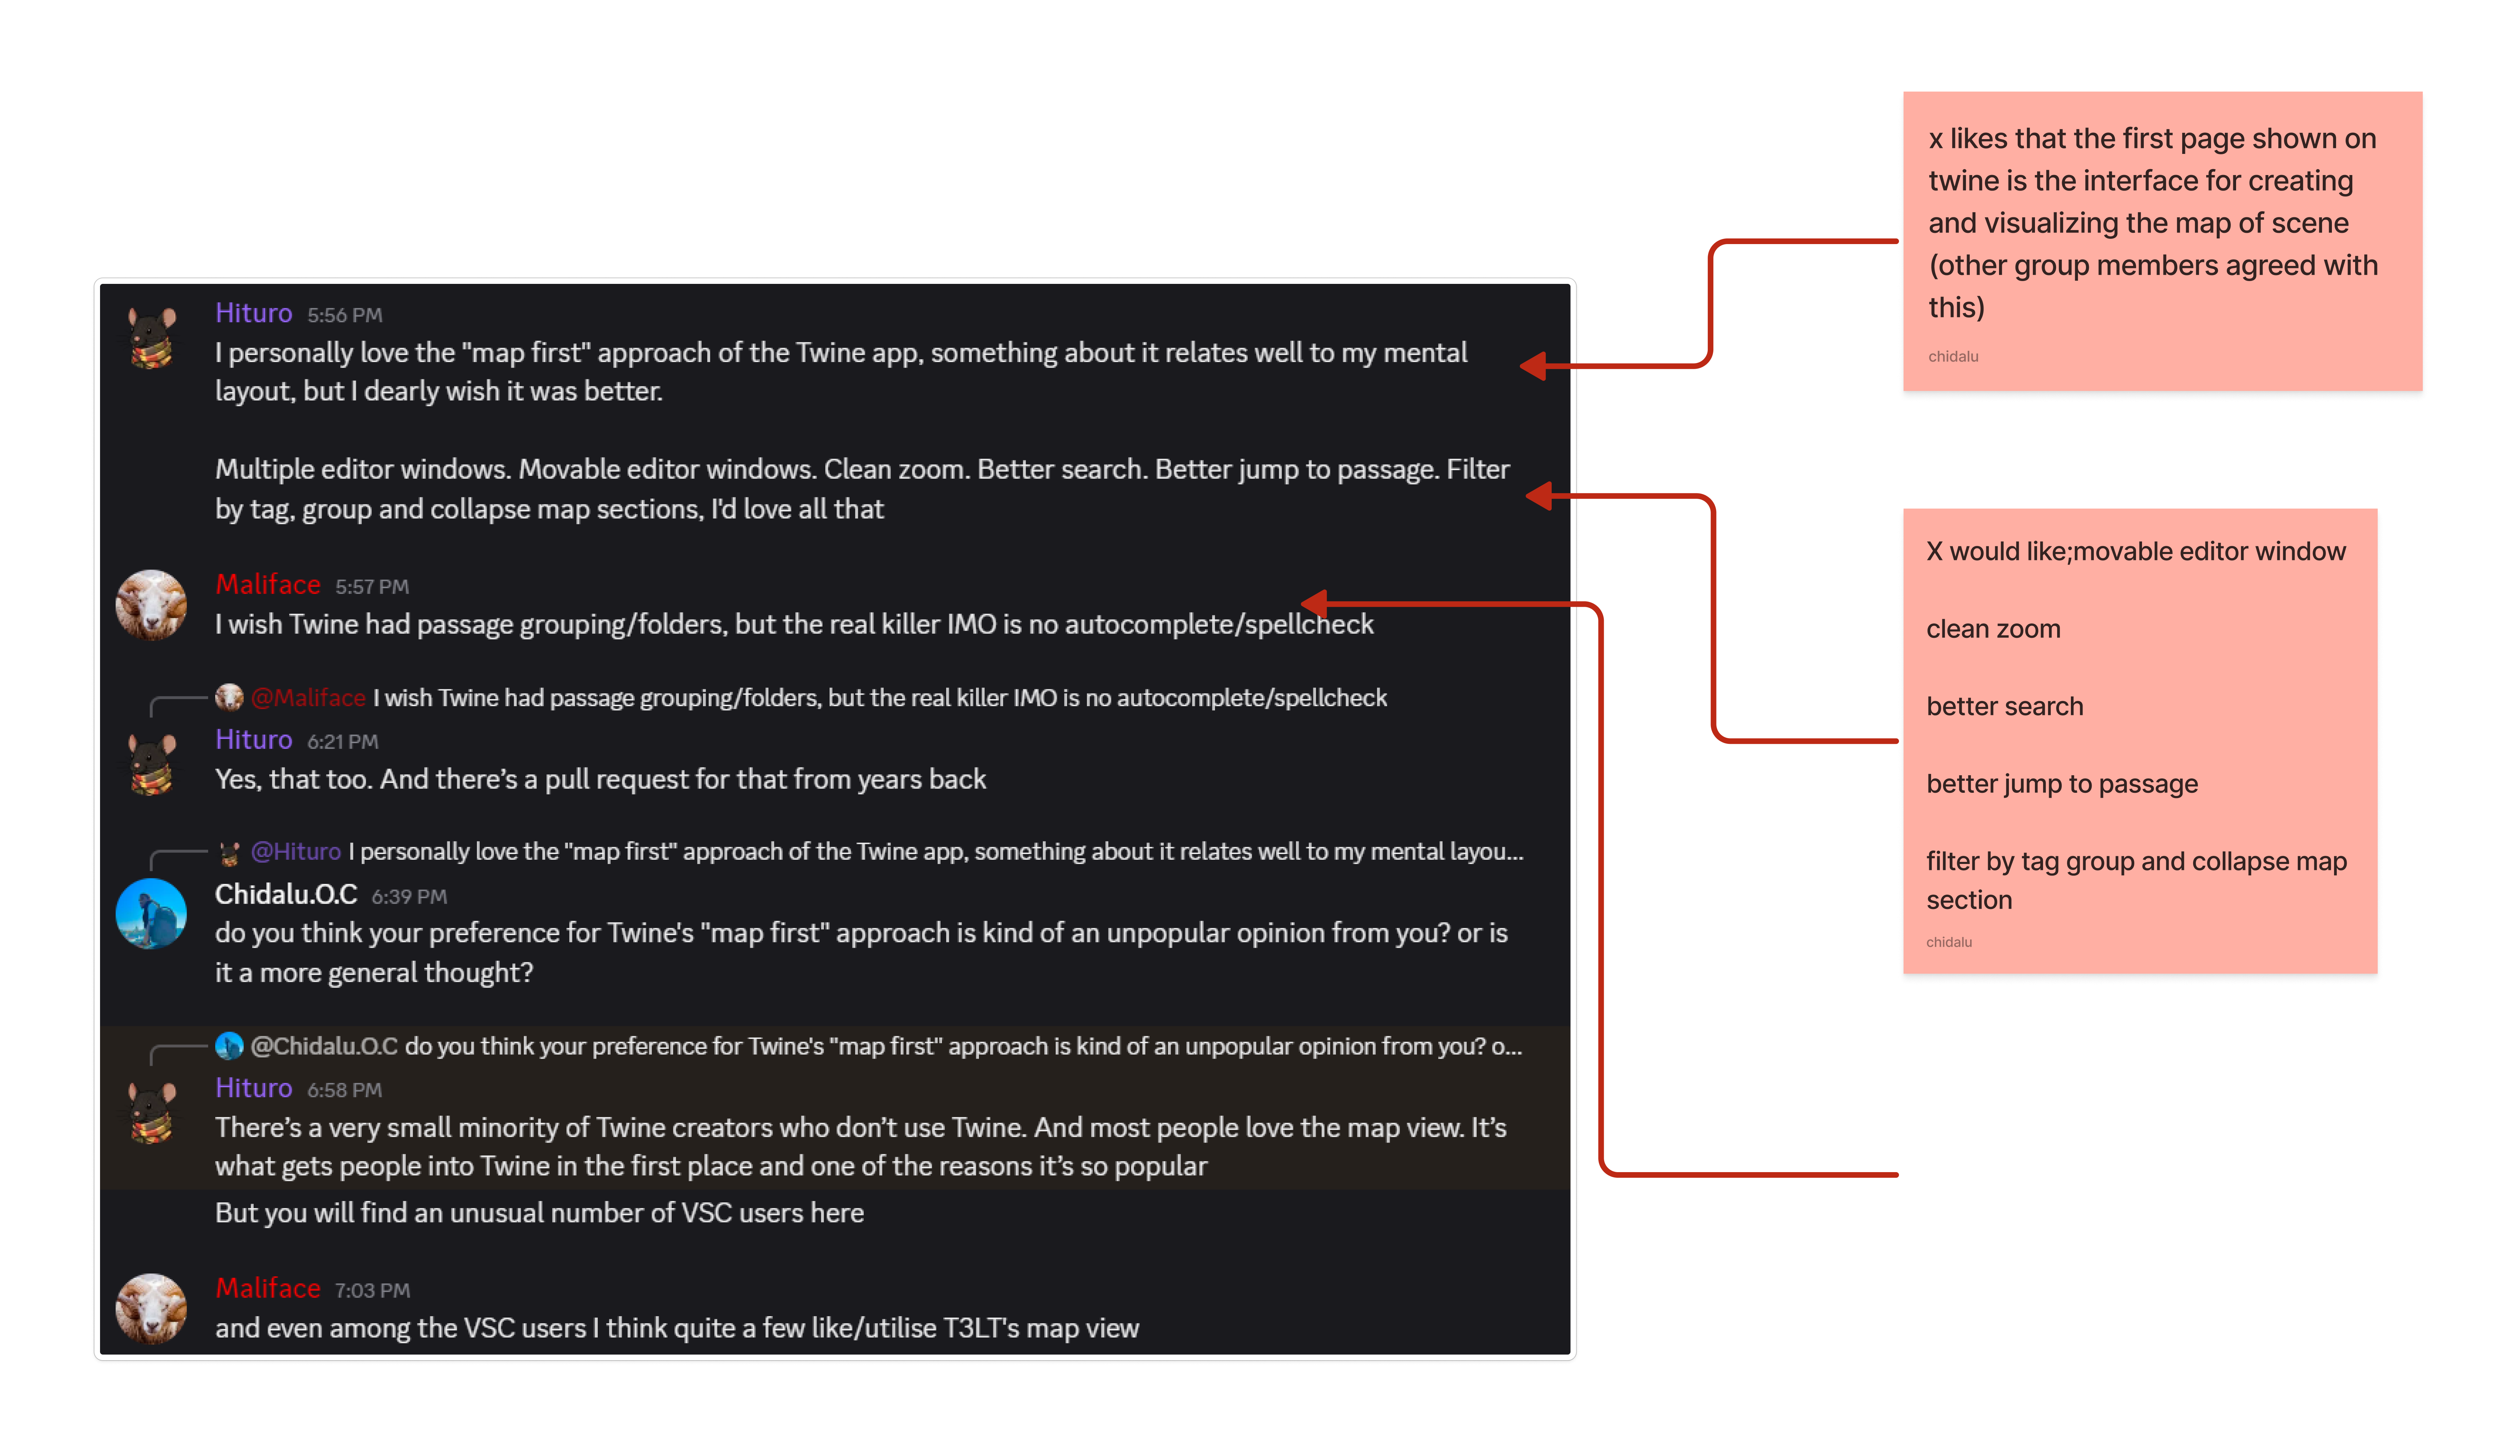 Hituro 5:56 PM
I personally love the "map first" approach of the Twine app, something about it relates well to my mental
layout, but I dearly wish it was better.
Multiple editor windows. Movable editor windows. Clean zoom. Better search. Better jump to passage. Filter
by tag, group and collapse map sections, I'd love all that
Maliface 5:57 PM
I wish Twine had passage grouping/folders, but the real killer IMO is no autocomplete/spellcheck
@Maliface I wish Twine had passage grouping/folders, but the real killer IMO is no autocomplete/spellcheck
Hituro 6:21 PM
Yes, that too. And there’s a pull request for that from years back
@Hituro I personally love the "map first" approach of the Twine app, something about it relates well to my mental layou...
Chidalu.O.C 6:39 PM
do you think your preference for Twine's "map first" approach is kind of an unpopular opinion from you? or is
it a more general thought?
@Chidalu.O.C do you think your preference for Twine's "map first" approach is kind of an unpopular opinion from you? o...
Hituro 6:58 PM
There’s a very small minority of Twine creators who don’t use Twine. And most people love the map view. It’s
what gets people into Twine in the first place and one of the reasons it’s so popular
But you will find an unusual number of VSC users here
Maliface 7:03 PM
and even among the VSC users I think quite a few like/utilise T3LT's map view
x likes that the first page shown on
twine is the interface for creating
and visualizing the map of scene
(other group members agreed with
this)
chidalu
X would like;movable editor window
clean zoom
better search
better jump to passage
filter by tag group and collapse map
section
chidalu